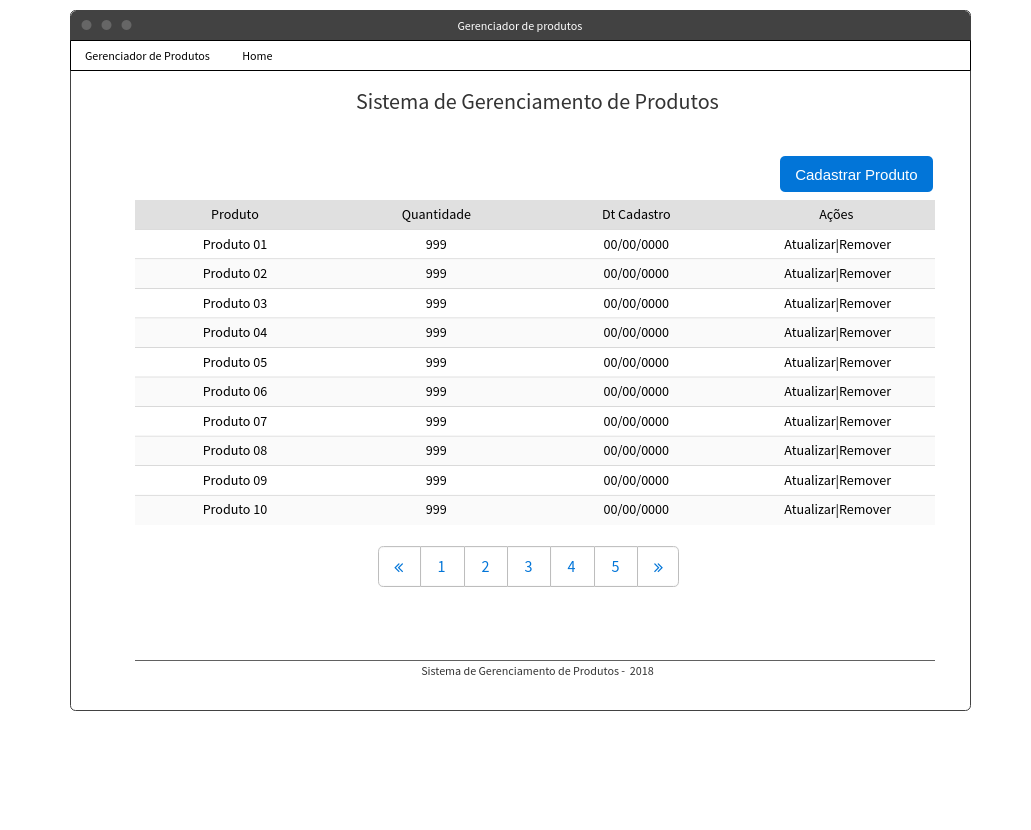 Gerenciador de produtos
Gerenciador de Produtos Home
Sistema de Gerenciamento de Produtos
Cadastrar Produto
Produto Quantidade Dt Cadastro Ações
Produto 01 999 00/00/0000 Atualizar|Remover
Produto 02 999 00/00/0000 Atualizar|Remover
Produto 03 999 00/00/0000 Atualizar|Remover
Produto 04 999 00/00/0000 Atualizar|Remover
Produto 05 999 00/00/0000 Atualizar|Remover
Produto 06 999 00/00/0000 Atualizar|Remover
Produto 07 999 00/00/0000 Atualizar|Remover
Produto 08 999 00/00/0000 Atualizar|Remover
Produto 09 999 00/00/0000 Atualizar|Remover
Produto 10 999 00/00/0000 Atualizar|Remover
« 1 2 3 4 5 »
Sistema de Gerenciamento de Produtos - 2018